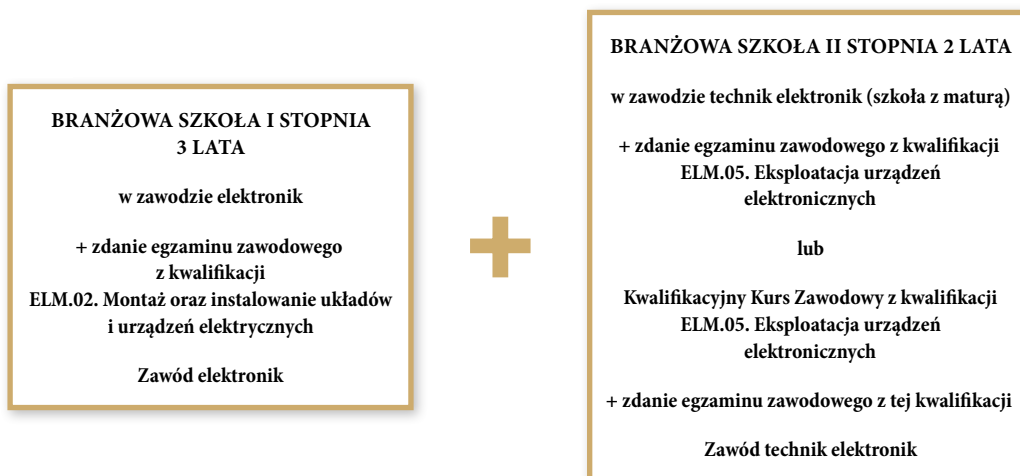 BRANŻOWA SZKOŁA I STOPNIA
3 LATA
w zawodzie elektronik
+ zdanie egzaminu zawodowego
z kwalifikacji
ELM.02. Montaż oraz instalowanie układów
i urządzeń elektrycznych
Zawód elektronik
+
BRANŻOWA SZKOŁA II STOPNIA 2 LATA
w zawodzie technik elektronik (szkoła z maturą)
+ zdanie egzaminu zawodowego z kwalifikacji
ELM.05. Eksploatacja urządzeń
elektronicznych
lub
Kwalifikacyjny Kurs Zawodowy z kwalifikacji
ELM.05. Eksploatacja urządzeń
elektronicznych
+ zdanie egzaminu zawodowego z tej kwalifikacji
Zawód technik elektronik